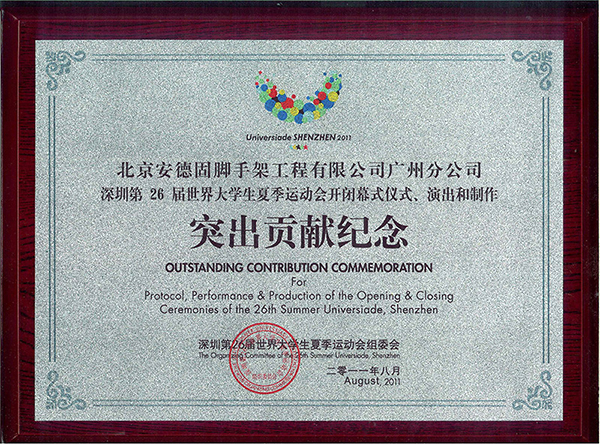 Universiade SHENZHEN 2011
北京安德固脚手架工程有限公司广州分公司
深圳第 26 届世界大学生夏季运动会开闭幕式仪式、演出和制作
突出贡献纪念
OUTSTANDING CONTRIBUTION COMMEMORATION
For
Protocol, Performance & Production of the Opening & Closing
Ceremonies of the 26th Summer Universiade, Shenzhen
深圳第26届世界大学生夏季运动会组委会
The Organizing Committee of the 26th Summer Universiade, Shenzhen
二零一一年八月
August, 2011